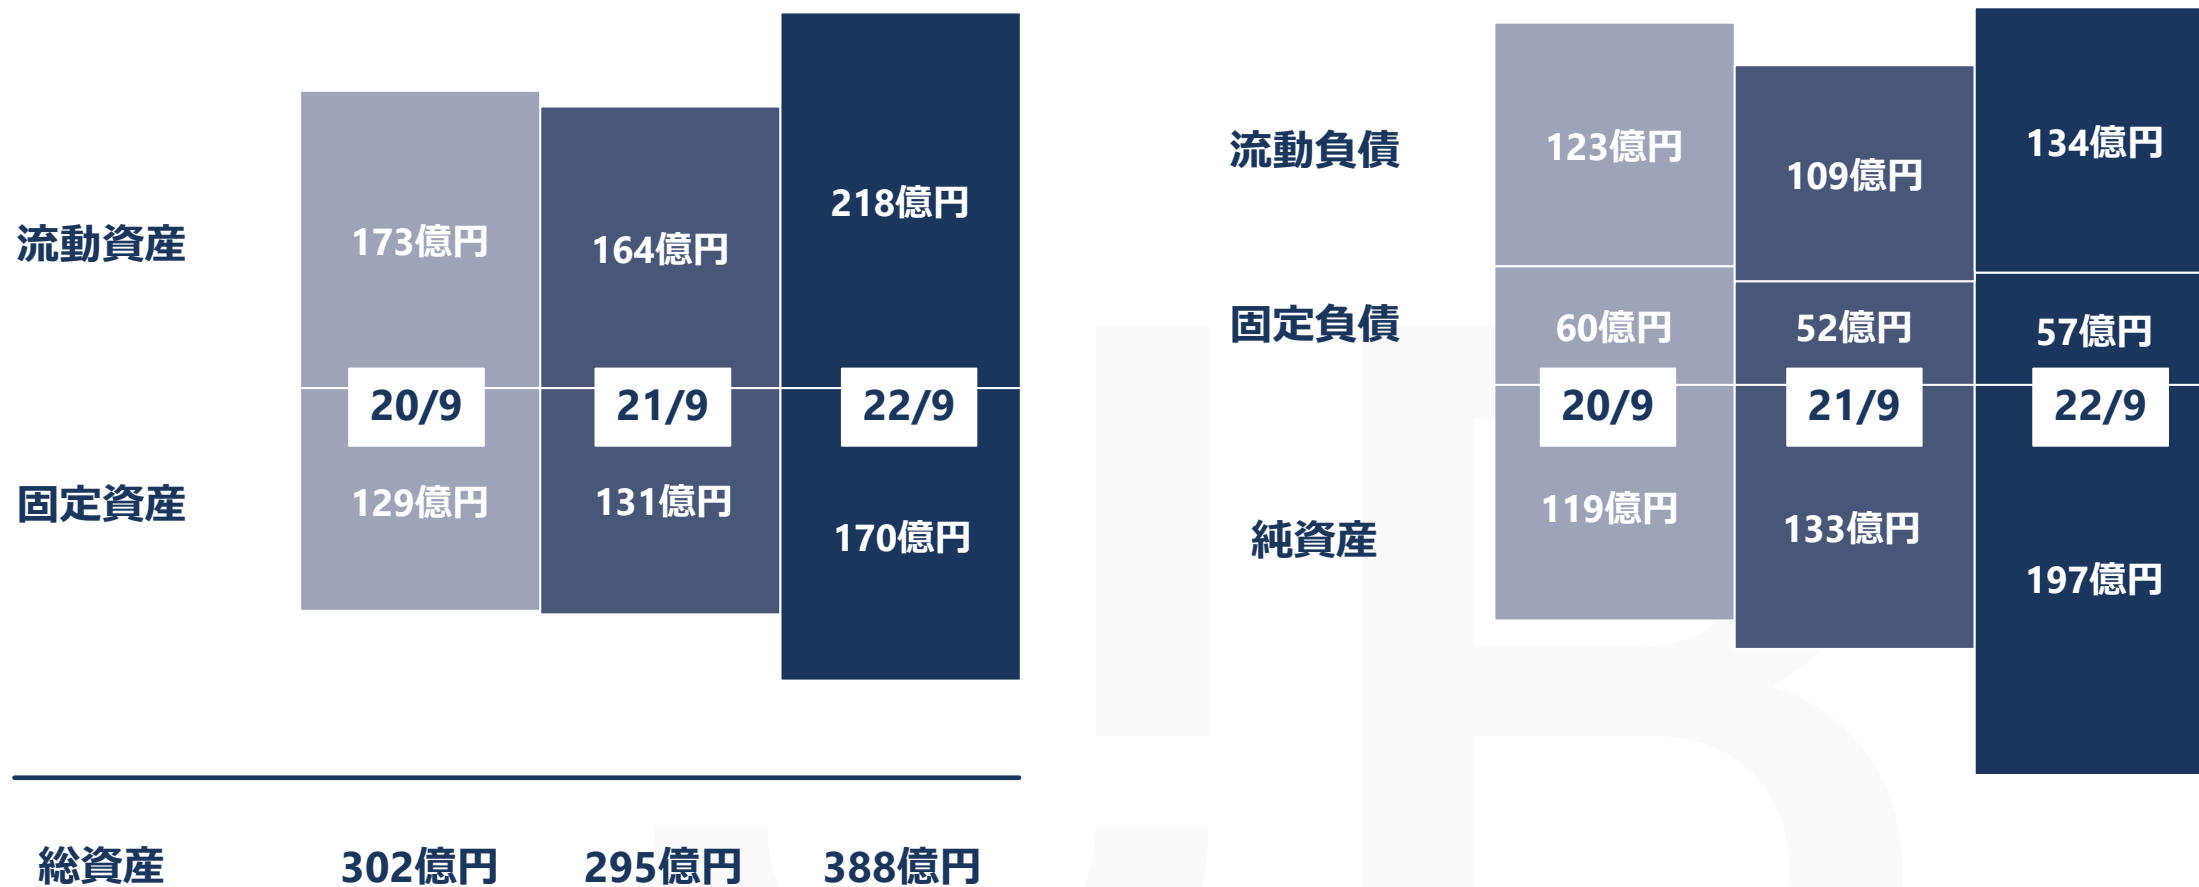 流動資産 173億円 164億円 218億円
20/9 21/9 22/9
固定資産 129億円 131億円 170億円
総資産 302億円 295億円 388億円
流動負債 123億円 109億円 134億円
固定負債 60億円 52億円 57億円
20/9 21/9 22/9
純資産 119億円 133億円 197億円